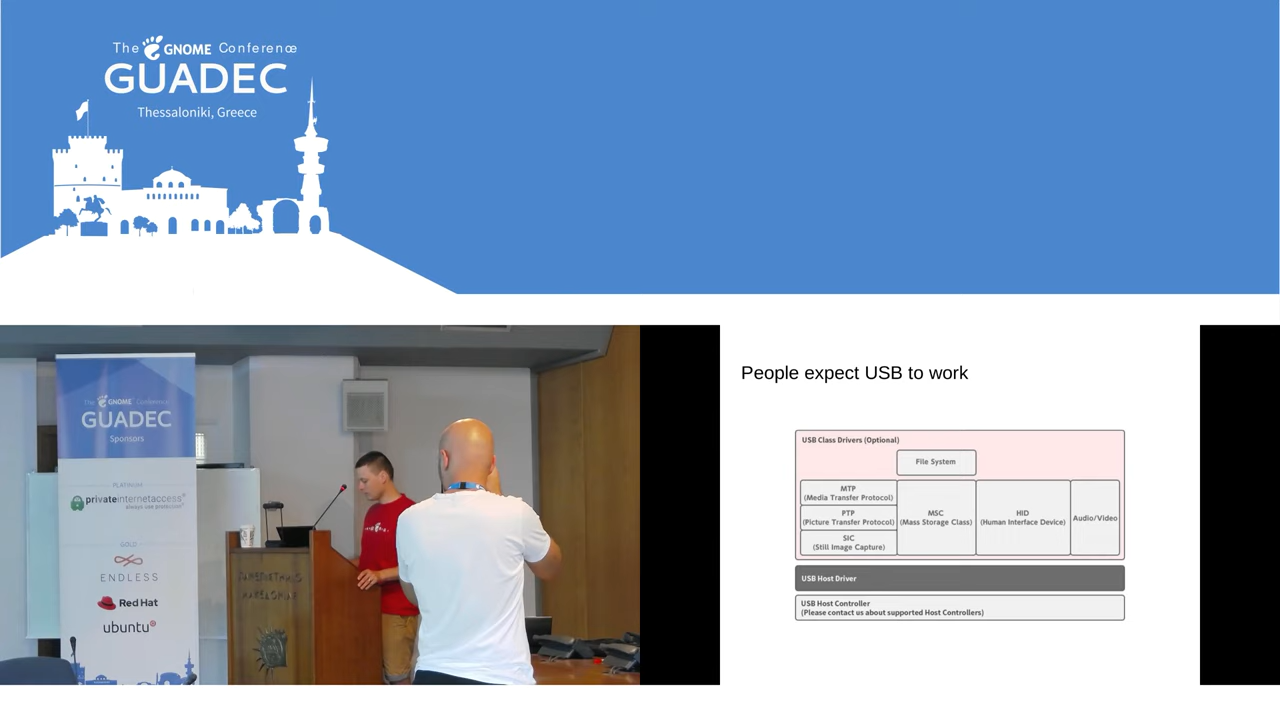 The GNOME Conference
GUADEC
Thessaloniki, Greece
The GNOME Conference
GUADEC
Sponsors
PLATINUM
privateinternetaccess®
always use protection®
GOLD
ENDLESS
Red Hat
ubuntu®
ΠΑΝΕΠΙΣΤΗΜΙΟ
ΜΑΚΕΔΟΝΙΑΣ
People expect USB to work
USB Class Drivers (Optional)
File System
MTP
(Media Transfer Protocol)
PTP
(Picture Transfer Protocol)
SIC
(Still Image Capture)
MSC
(Mass Storage Class)
HID
(Human Interface Device)
Audio/Video
USB Host Driver
USB Host Controller
(Please contact us about supported Host Controllers)